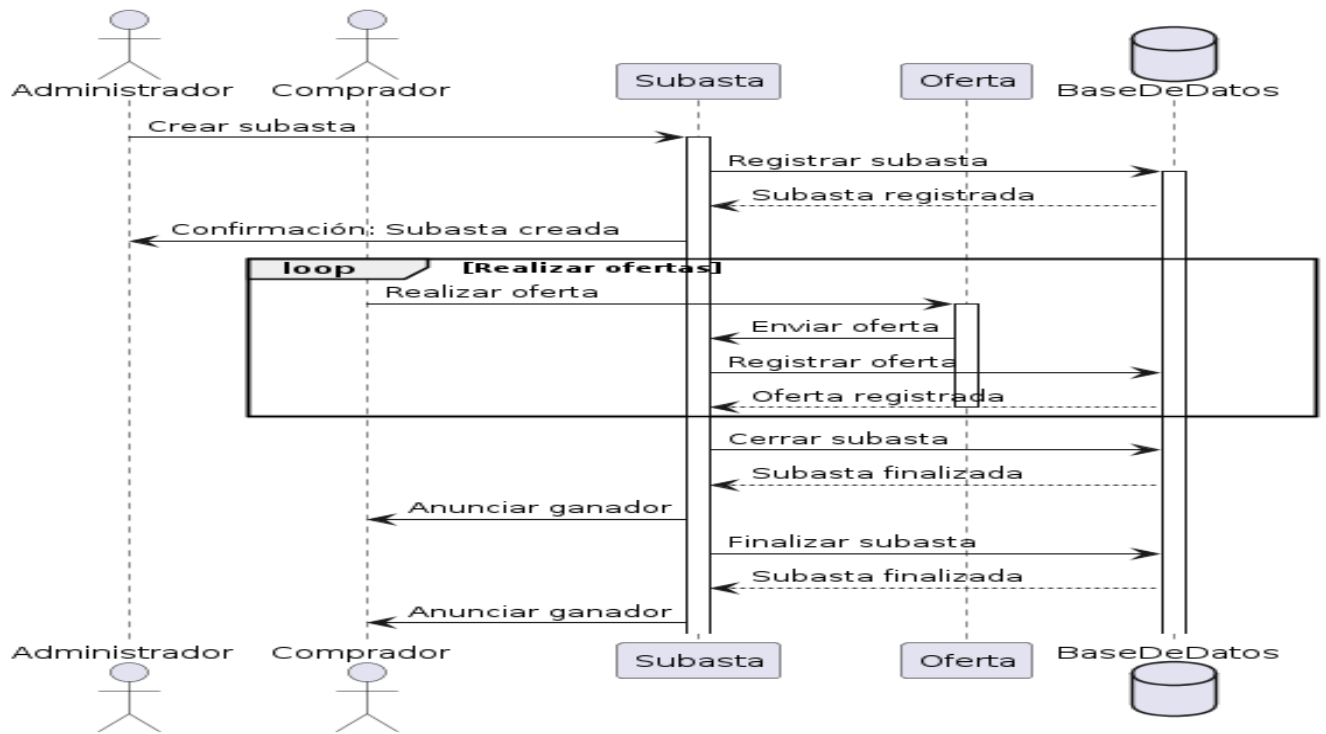 Administrador
Comprador
Subasta
Oferta
BaseDeDatos
Crear subasta
Registrar subasta
Subasta registrada
Confirmación: Subasta creada
loop [Realizar ofertas]
Realizar oferta
Enviar oferta
Registrar oferta
Oferta registrada
Cerrar subasta
Subasta finalizada
Anunciar ganador
Finalizar subasta
Subasta finalizada
Anunciar ganador
Administrador
Comprador
Subasta
Oferta
BaseDeDatos